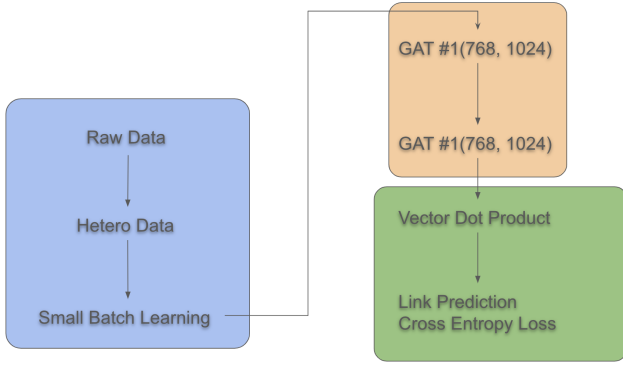 Raw Data
Hetero Data
Small Batch Learning
GAT #1(768, 1024)
GAT #1(768, 1024)
Vector Dot Product
Link Prediction
Cross Entropy Loss